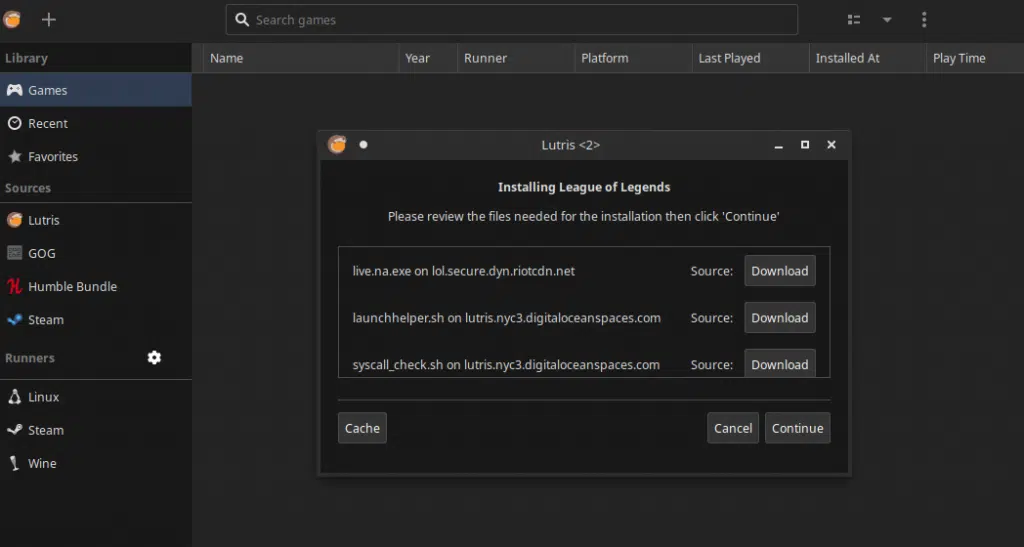 Search games
Library
Games
Recent
Favorites
Sources
Lutris
GOG
Humble Bundle
Steam
Runners
Linux
Steam
Wine
Name Year Runner Platform Last Played Installed At Play Time
Lutris <2>
Installing League of Legends
Please review the files needed for the installation then click 'Continue'
live.na.exe on lol.secure.dyn.riotcdn.net Source: Download
launchhelper.sh on lutris.nyc3.digitaloceanspaces.com Source: Download
syscall_check.sh on lutris.nyc3.digitaloceanspaces.com Source: Download
Cache Cancel Continue